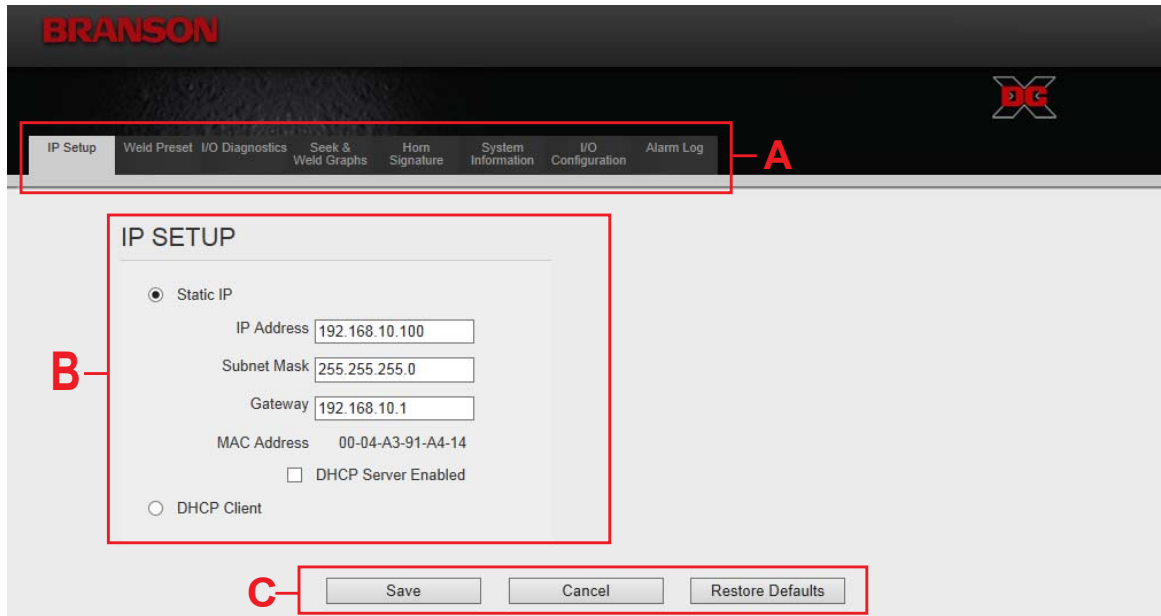 BRANSON
DC
IP Setup
Weld Preset
I/O Diagnostics
Seek &
Weld Graphs
Horn
Signature
System
Information
I/O
Configuration
Alarm Log
A
IP SETUP
Static IP
IP Address 192.168.10.100
Subnet Mask 255.255.255.0
Gateway 192.168.10.1
MAC Address 00-04-A3-91-A4-14
DHCP Server Enabled
DHCP Client
B
C
Save
Cancel
Restore Defaults